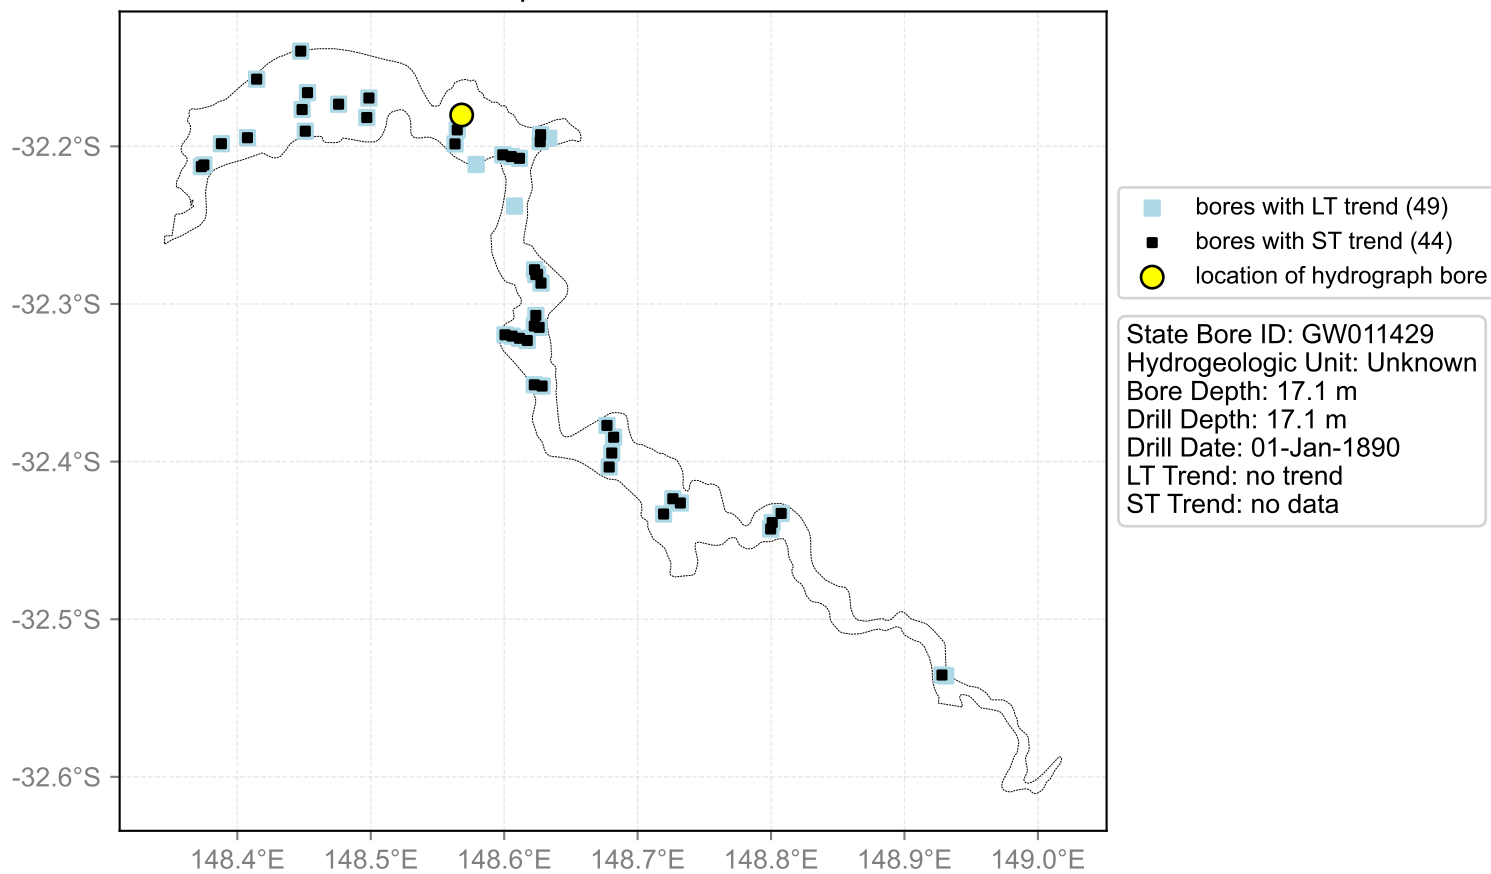 -32.2°S
-32.3°S
-32.4°S
-32.5°S
-32.6°S
148.4°E
148.5°E
148.6°E
148.7°E
148.8°E
148.9°E
149.0°E
bores with LT trend (49)
bores with ST trend (44)
location of hydrograph bore
State Bore ID: GW011429
Hydrogeologic Unit: Unknown
Bore Depth: 17.1 m
Drill Depth: 17.1 m
Drill Date: 01-Jan-1890
LT Trend: no trend
ST Trend: no data